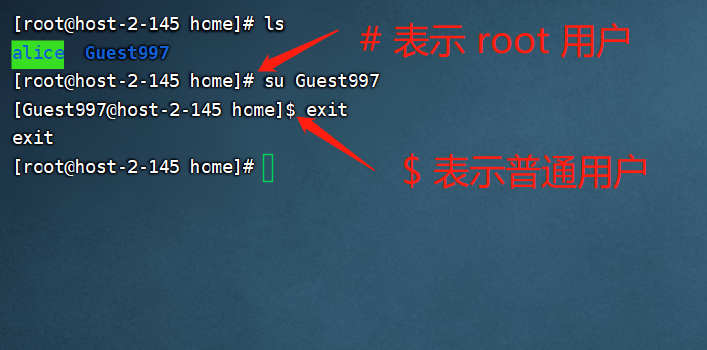 [root@host-2-145 home]# ls
alice Guest997
# 表示 root 用户
[root@host-2-145 home]# su Guest997
[Guest997@host-2-145 home]$ exit
exit
[root@host-2-145 home]#
$ 表示普通用户